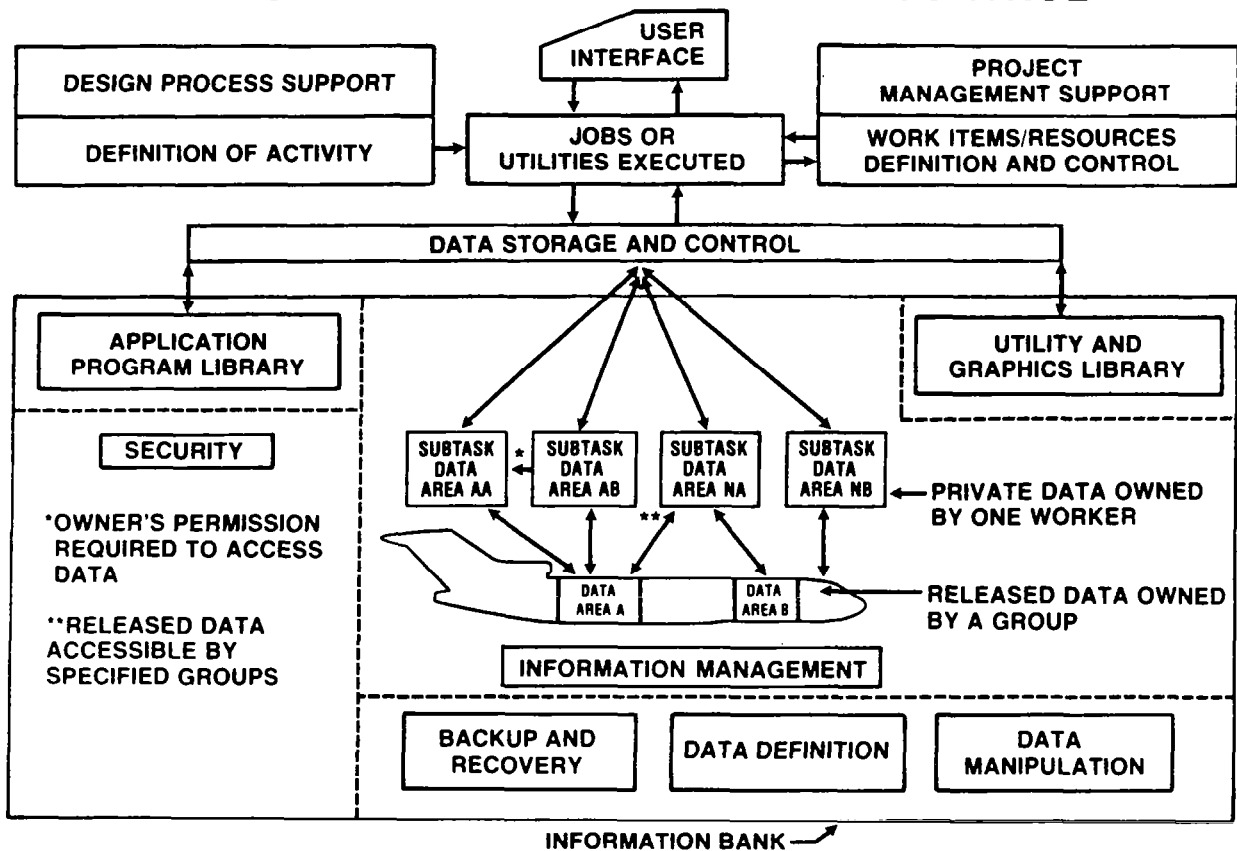 USER
INTERFACE
DESIGN PROCESS SUPPORT
DEFINITION OF ACTIVITY
JOBS OR
UTILITIES EXECUTED
PROJECT
MANAGEMENT SUPPORT
WORK ITEMS/RESOURCES
DEFINITION AND CONTROL
DATA STORAGE AND CONTROL
APPLICATION
PROGRAM LIBRARY
UTILITY AND
GRAPHICS LIBRARY
SECURITY
*OWNER'S PERMISSION
REQUIRED TO ACCESS
DATA
**RELEASED DATA
ACCESSIBLE BY
SPECIFIED GROUPS
SUBTASK
DATA
AREA AA
*
SUBTASK
DATA
AREA AB
SUBTASK
DATA
AREA NA
SUBTASK
DATA
AREA NB
PRIVATE DATA OWNED
BY ONE WORKER
**
DATA
AREA A
DATA
AREA B
RELEASED DATA OWNED
BY A GROUP
INFORMATION MANAGEMENT
BACKUP AND
RECOVERY
DATA DEFINITION
DATA
MANIPULATION
INFORMATION BANK